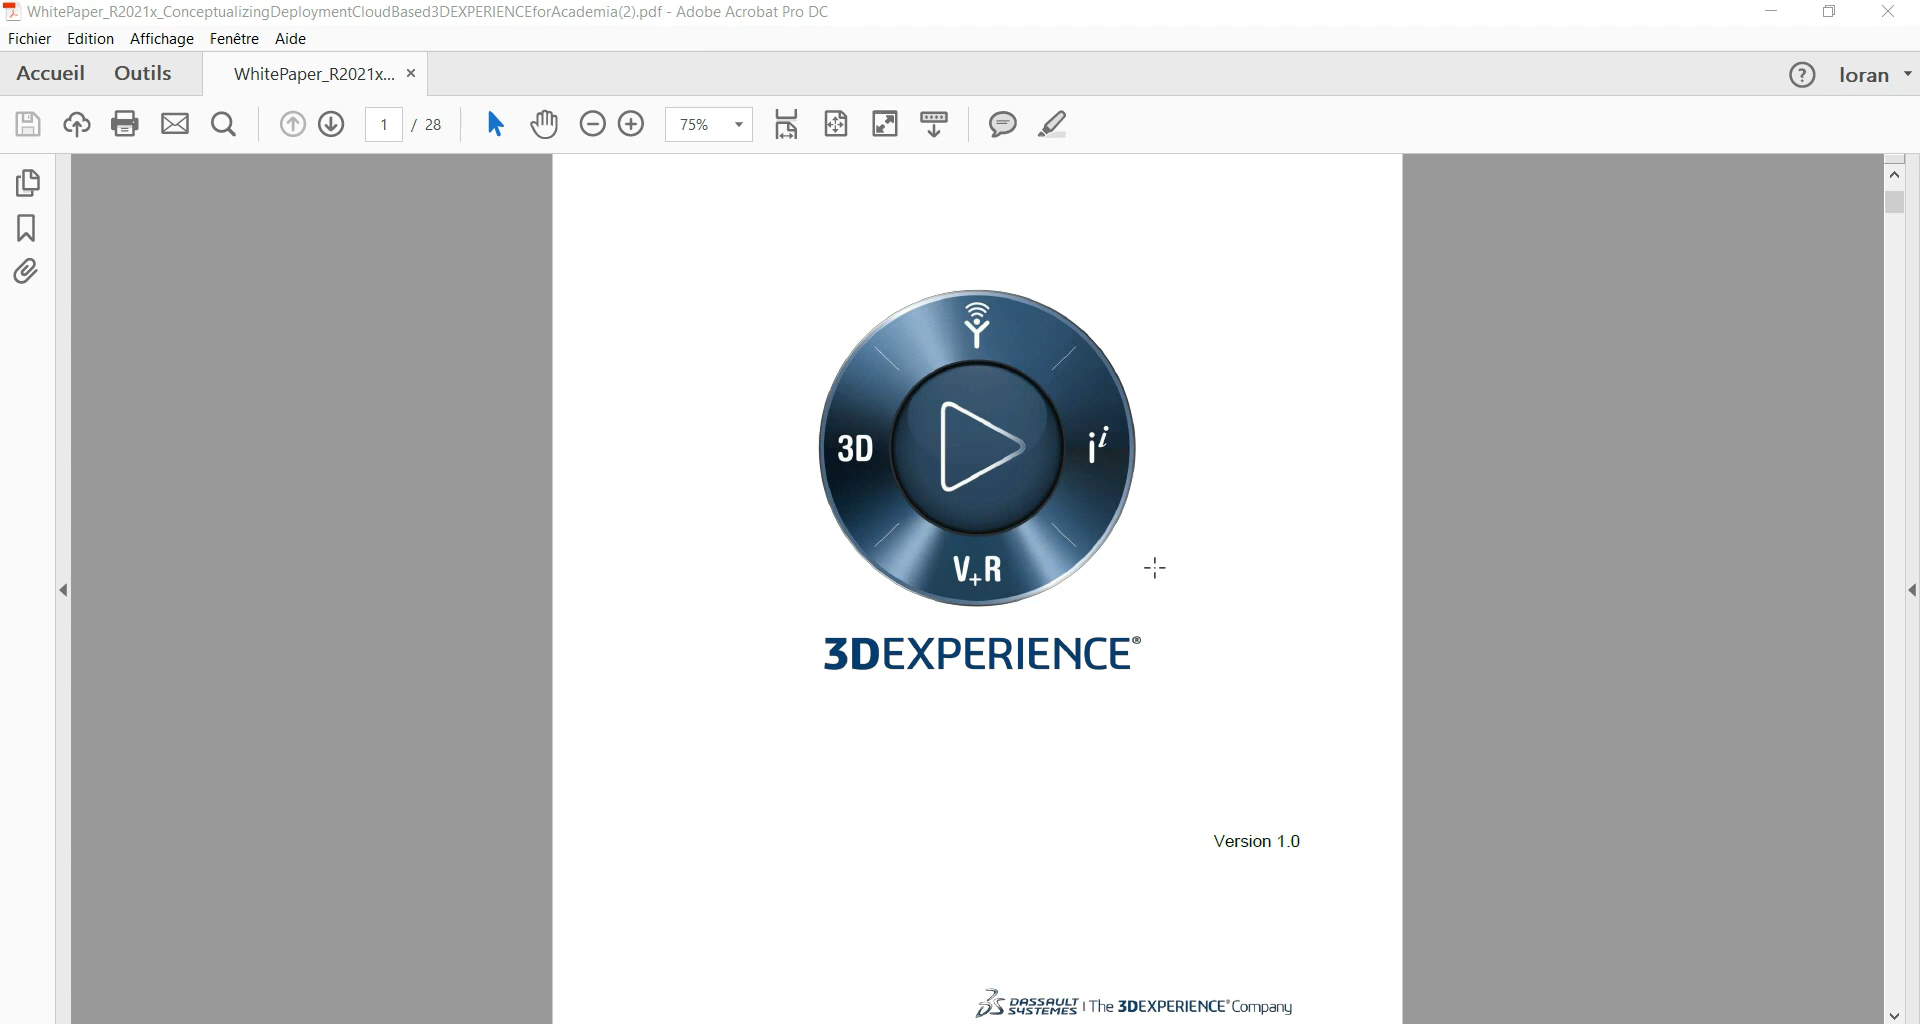 WhitePaper_R2021x_ConceptualizingDeploymentCloudBased3DEXPERIENCEforAcademia(2).pdf - Adobe Acrobat Pro DC
Fichier Edition Affichage Fenêtre Aide
Accueil Outils WhitePaper_R2021x... × ? loran
1 / 28 75%
3D
i i
V+R
3DEXPERIENCE®
Version 1.0
DASSAULT SYSTEMES | The 3DEXPERIENCE® Company